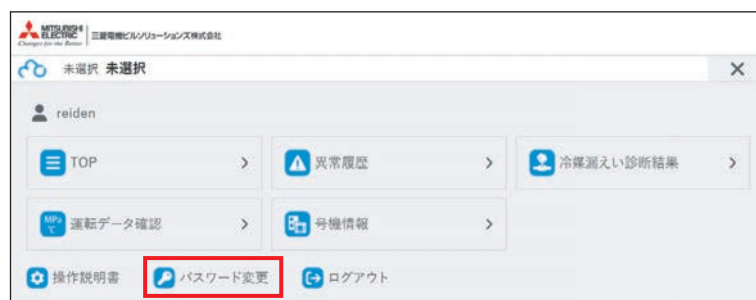 MITSUBISHI
ELECTRIC
Changes for the Better
三菱電機ビルソリューションズ株式会社
未選択 未選択
reiden
TOP
異常履歴
冷媒漏えい診断結果
MPa
℃
運転データ確認
号機情報
操作説明書
パスワード変更
ログアウト